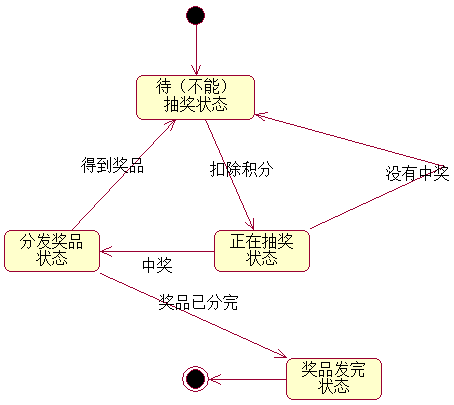 待（不能）
抽奖状态
得到奖品
扣除积分
没有中奖
分发奖品
状态
正在抽奖
状态
中奖
奖品已分完
奖品发完
状态